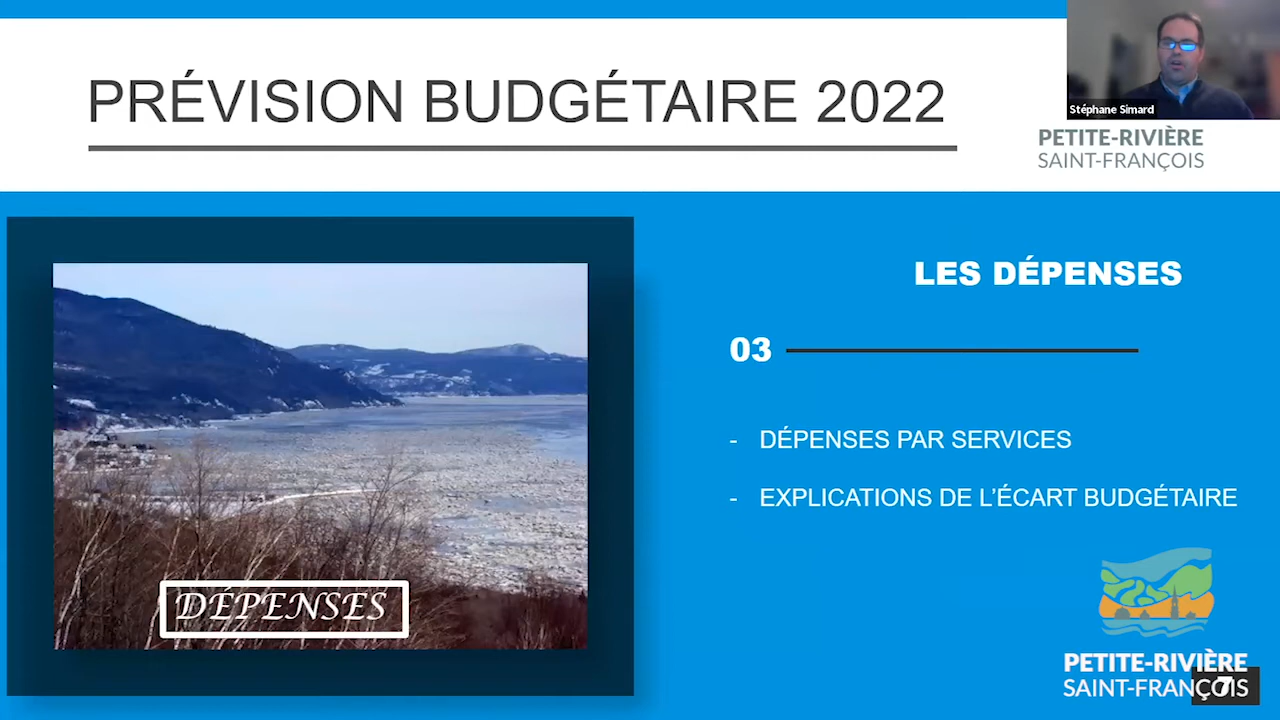 PRÉVISION BUDGÉTAIRE 2022
Stéphane Simard
PETITE-RIVIÈRE
SAINT-FRANÇOIS
LES DÉPENSES
03
- DÉPENSES PAR SERVICES
- EXPLICATIONS DE L’ÉCART BUDGÉTAIRE
DÉPENSES
PETITE-RIVIÈRE
SAINT-FRANÇOIS
7